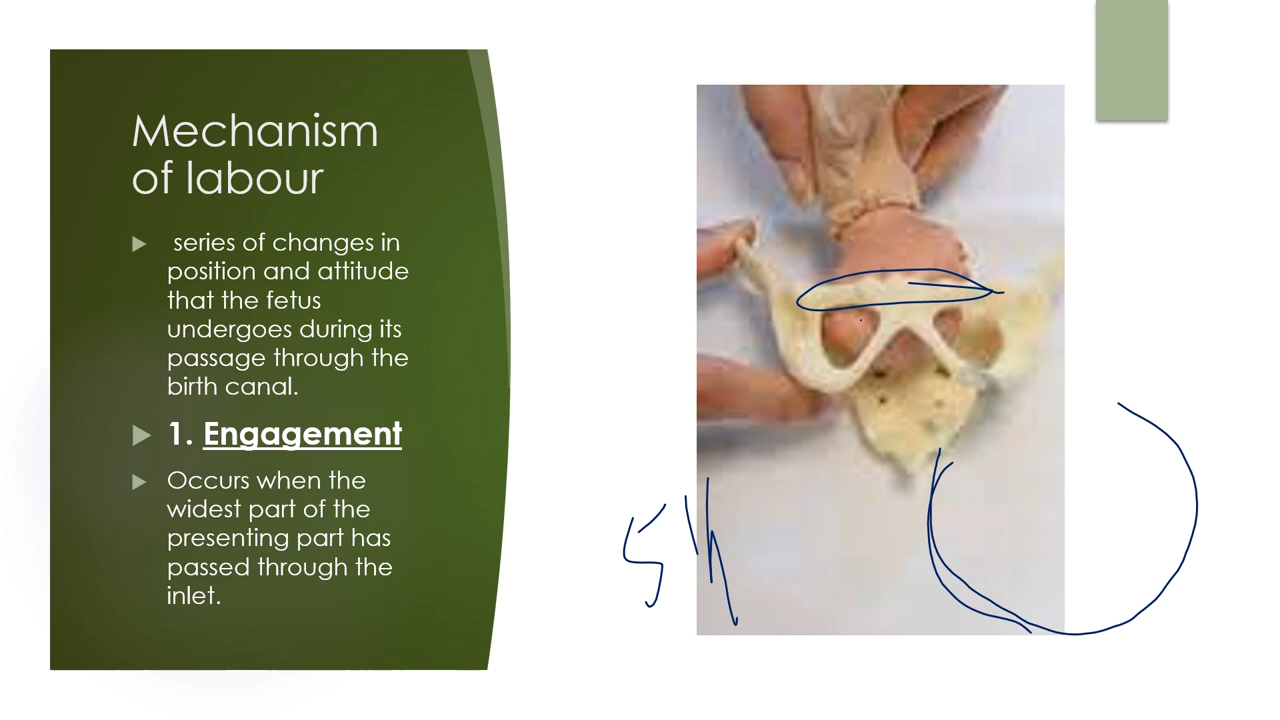 Mechanism
of labour
series of changes in
position and attitude
that the fetus
undergoes during its
passage through the
birth canal.
1. Engagement
Occurs when the
widest part of the
presenting part has
passed through the
inlet.